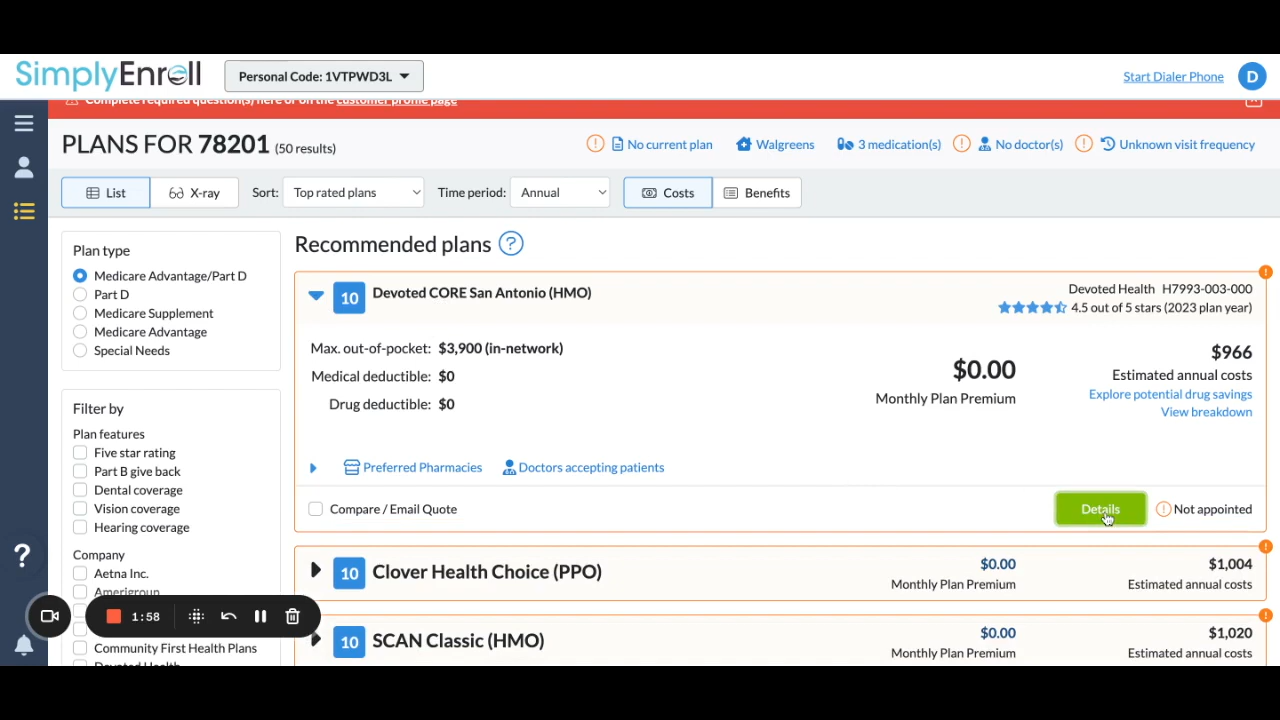 SimplyEnroll
Personal Code: 1VTPWD3L
Start Dialer Phone
D
Complete required question(s) here or on the customer profile page
PLANS FOR 78201 (50 results)
No current plan
Walgreens
3 medication(s)
No doctor(s)
Unknown visit frequency
List
X-ray
Sort:
Top rated plans
Time period:
Annual
Costs
Benefits
Plan type
Medicare Advantage/Part D
Part D
Medicare Supplement
Medicare Advantage
Special Needs
Filter by
Plan features
Five star rating
Part B give back
Dental coverage
Vision coverage
Hearing coverage
Company
Aetna Inc.
Amerigroup
Community First Health Plans
Devoted Health
1:58
Recommended plans ?
10 Devoted CORE San Antonio (HMO)
Devoted Health H7993-003-000
4.5 out of 5 stars (2023 plan year)
Max. out-of-pocket: $3,900 (in-network)
Medical deductible: $0
Drug deductible: $0
$0.00
Monthly Plan Premium
$966
Estimated annual costs
Explore potential drug savings
View breakdown
Preferred Pharmacies
Doctors accepting patients
Compare / Email Quote
Details
Not appointed
10 Clover Health Choice (PPO)
$0.00
Monthly Plan Premium
$1,004
Estimated annual costs
10 SCAN Classic (HMO)
$0.00
Monthly Plan Premium
$1,020
Estimated annual costs